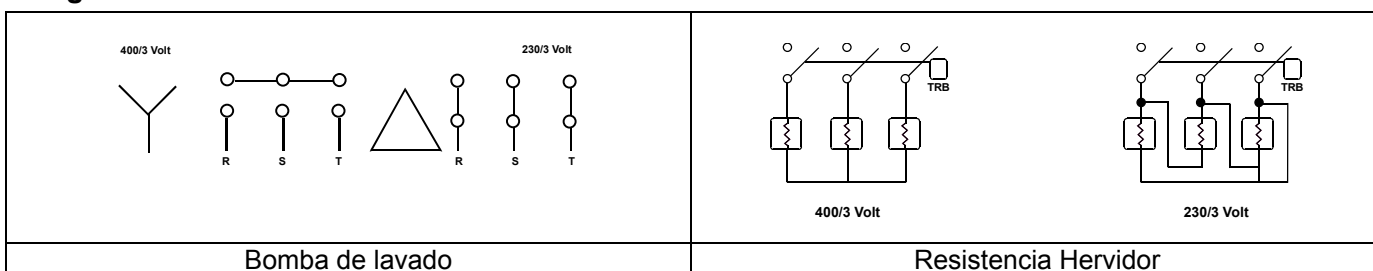 400/3 Volt
230/3 Volt
R S T
R S T
Bomba de lavado
TRB
TRB
400/3 Volt
230/3 Volt
Resistencia Hervidor